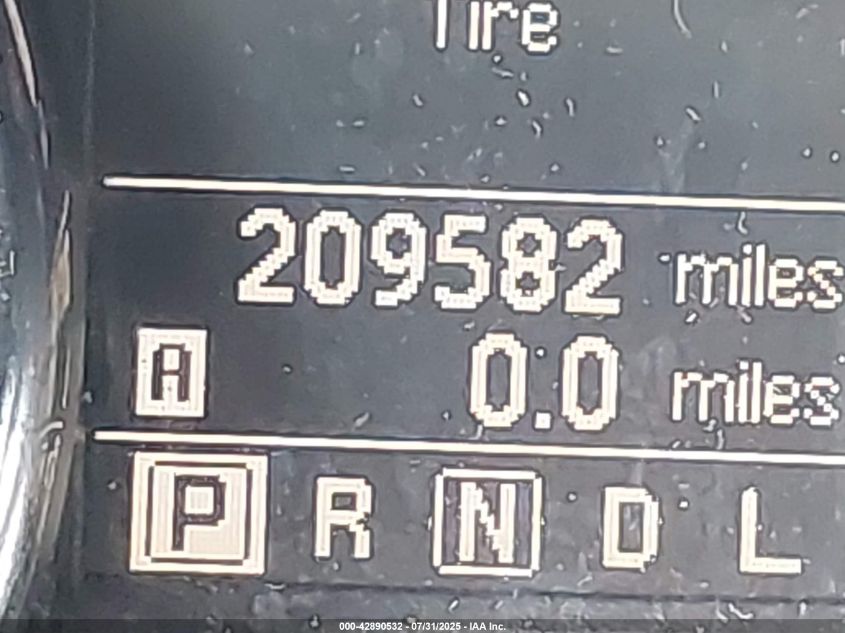 Tire
209582 miles
A 0.0 miles
P R N D L
000-42890532 - 07/31/2025 - IAA Inc.